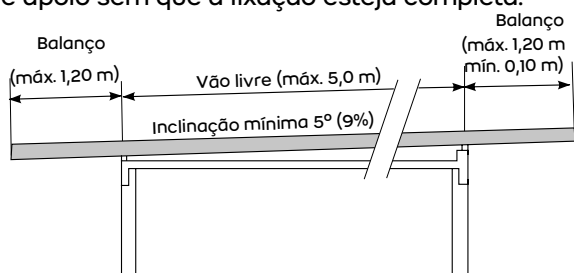 e apoio sem que a fixação esteja completa.
Balanço
(máx. 1,20 m)
Vão livre (máx. 5,0 m)
Inclinação mínima 5º (9%)
Balanço
(máx. 1,20 m
mín. 0,10 m)